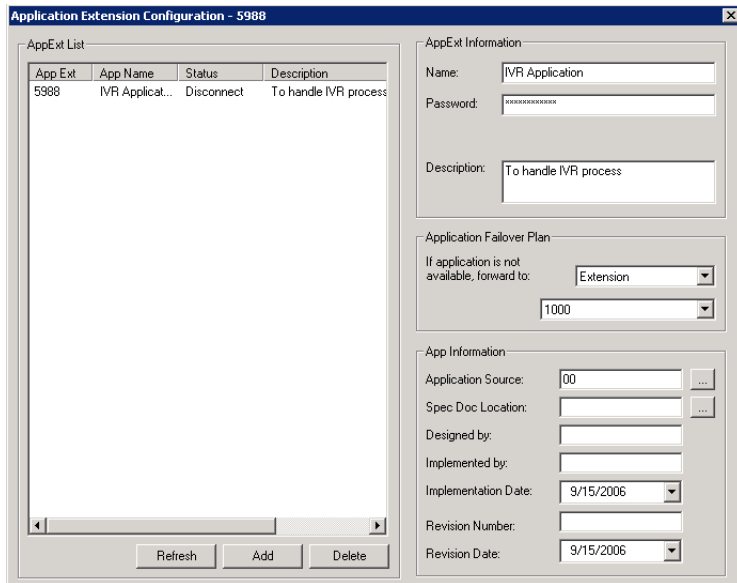 Application Extension Configuration - 5988
AppExt List
App Ext App Name Status Description
5988 IVR Applicat... Disconnect To handle IVR process
Refresh Add Delete
AppExt Information
Name: IVR Application
Password: ************
Description: To handle IVR process
Application Failover Plan
If application is not
available, forward to: Extension
1000
App Information
Application Source: 00 ...
Spec Doc Location: ...
Designed by:
Implemented by:
Implementation Date: 9/15/2006
Revision Number:
Revision Date: 9/15/2006